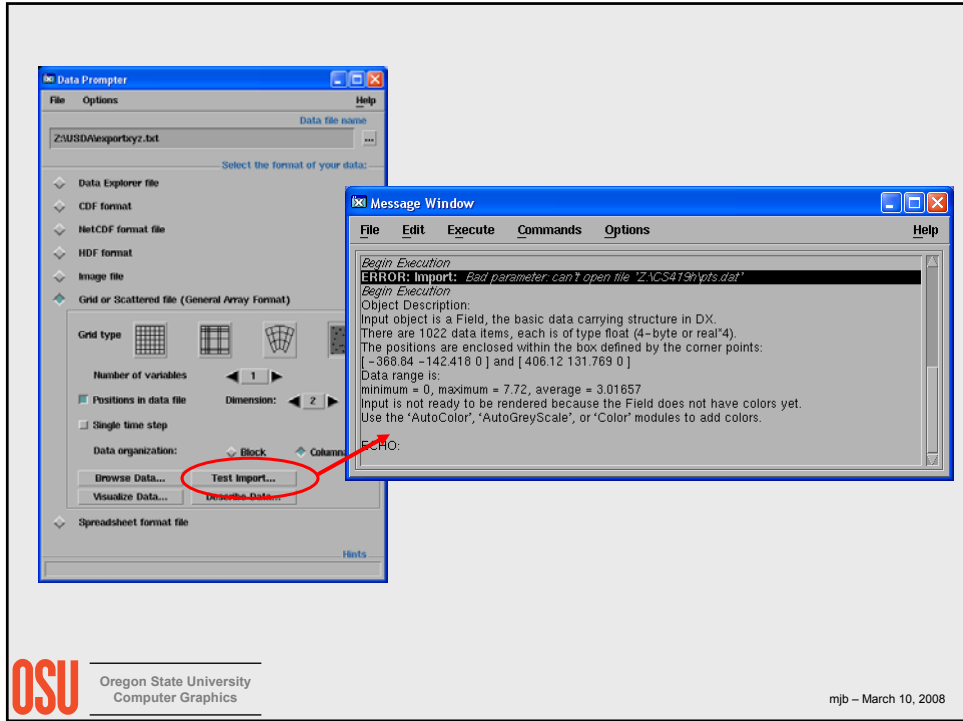 Data Prompter
File Options Help
Data file name
Z:\USDA\exportxyz.txt ...
Select the format of your data:
Data Explorer file
CDF format
NetCDF format file
HDF format
Image file
Grid or Scattered file (General Array Format)
Grid type
Number of variables 1
Positions in data file Dimension: 2
Single time step
Data organization: Block Columna
Browse Data... Test Import...
Visualize Data... Describe Data...
Spreadsheet format file
Hints
Message Window
File Edit Execute Commands Options Help
Begin Execution
ERROR: Import: Bad parameter: can't open file 'Z:\CS419h\pts.dat'
Begin Execution
Object Description:
Input object is a Field, the basic data carrying structure in DX.
There are 1022 data items, each is of type float (4-byte or real*4).
The positions are enclosed within the box defined by the corner points:
[ -368.84 -142.418 0 ] and [ 406.12 131.769 0 ]
Data range is:
minimum = 0, maximum = 7.72, average = 3.01657
Input is not ready to be rendered because the Field does not have colors yet.
Use the 'AutoColor', 'AutoGreyScale', or 'Color' modules to add colors.
ECHO:
OSU
Oregon State University
Computer Graphics
mjb – March 10, 2008